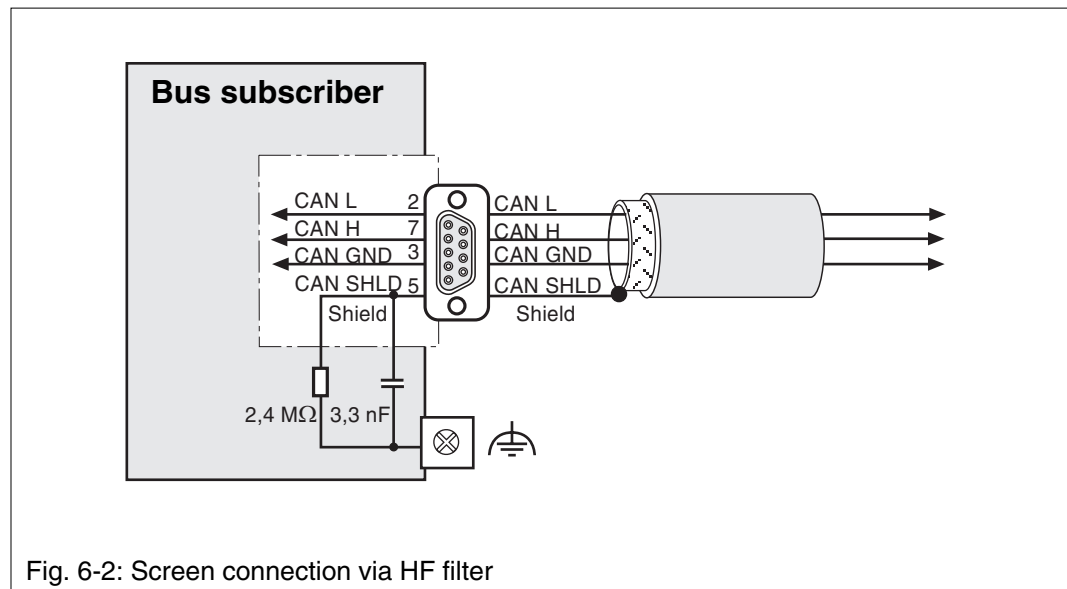 Bus subscriber
CAN L 2 CAN L
CAN H 7 CAN H
CAN GND 3 CAN GND
CAN SHLD 5 CAN SHLD
Shield Shield
2,4 MΩ 3,3 nF
Fig. 6-2: Screen connection via HF filter